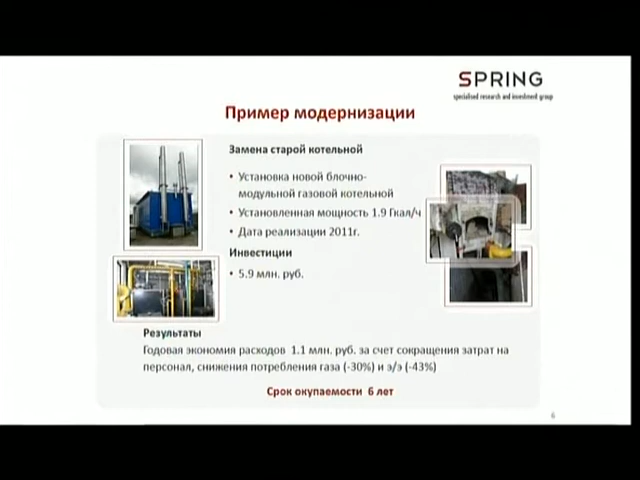 SPRING
specialised research and investment group
Пример модернизации
Замена старой котельной
• Установка новой блочно-
модульной газовой котельной
• Установленная мощность 1.9 Гкал/ч
• Дата реализации 2011г.
Инвестиции
• 5.9 млн. руб.
Результаты
Годовая экономия расходов 1.1 млн. руб. за счет сокращения затрат на
персонал, снижения потребления газа (-30%) и э/э (-43%)
Срок окупаемости 6 лет
6